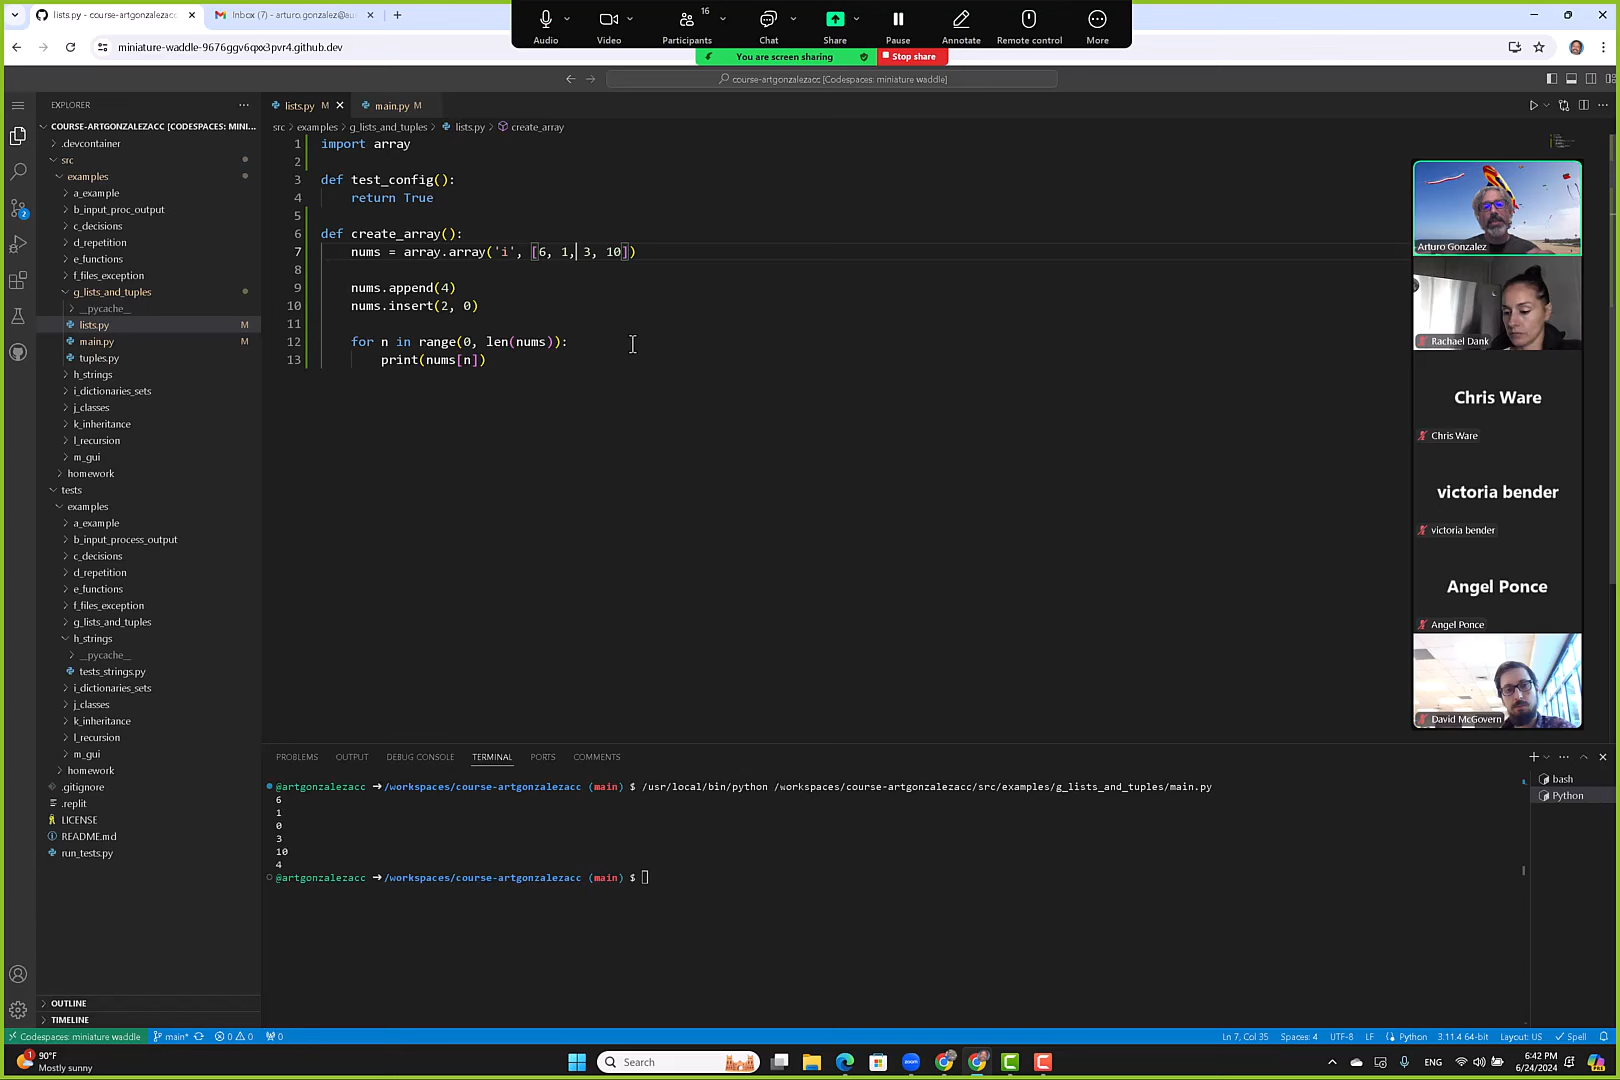 lists.py - course-artgonzalezacc
Inbox (7) - arturo.gonzalez@au
miniature-waddle-9676ggv6qxx3pvr4.github.dev
16
Audio
Video
Participants
Chat
Share
Pause
Annotate
Remote control
More
You are screen sharing
Stop share
course-artgonzalezacc [Codespaces: miniature waddle]
EXPLORER
COURSE-ARTGONZALEZACC [CODESPACES: MINI...
.devcontainer
src
examples
a_example
b_input_proc_output
c_decisions
d_repetition
e_functions
f_files_exception
g_lists_and_tuples
__pycache__
lists.py M
main.py M
tuples.py
h_strings
i_dictionaries_sets
j_classes
k_inheritance
l_recursion
m_gui
homework
tests
examples
a_example
b_input_process_output
c_decisions
d_repetition
e_functions
f_files_exception
g_lists_and_tuples
h_strings
__pycache__
tests_strings.py
i_dictionaries_sets
j_classes
k_inheritance
l_recursion
m_gui
homework
.gitignore
.replit
LICENSE
README.md
run_tests.py
OUTLINE
TIMELINE
2
lists.py M
main.py M
src > examples > g_lists_and_tuples > lists.py > create_array
1 import array
2
3 def test_config():
4 return True
5
6 def create_array():
7 nums = array.array('i', [6, 1, 3, 10])
8
9 nums.append(4)
10 nums.insert(2, 0)
11
12 for n in range(0, len(nums)):
13 print(nums[n])
Arturo Gonzalez
Rachael Dank
Chris Ware
Chris Ware
victoria bender
victoria bender
Angel Ponce
Angel Ponce
David McGovern
PROBLEMS
OUTPUT
DEBUG CONSOLE
TERMINAL
PORTS
COMMENTS
bash
Python
@artgonzalezacc ➜ /workspaces/course-artgonzalezacc (main) $ /usr/local/bin/python /workspaces/course-artgonzalezacc/src/examples/g_lists_and_tuples/main.py
6
1
0
3
10
4
@artgonzalezacc ➜ /workspaces/course-artgonzalezacc (main) $
Codespaces: miniature waddle
main*
0 0
0
Ln 7, Col 35
Spaces: 4
UTF-8
LF
Python
3.11.4 64-bit
Layout: US
Spell
1
90°F
Mostly sunny
Search
ENG
6:42 PM
6/24/2024